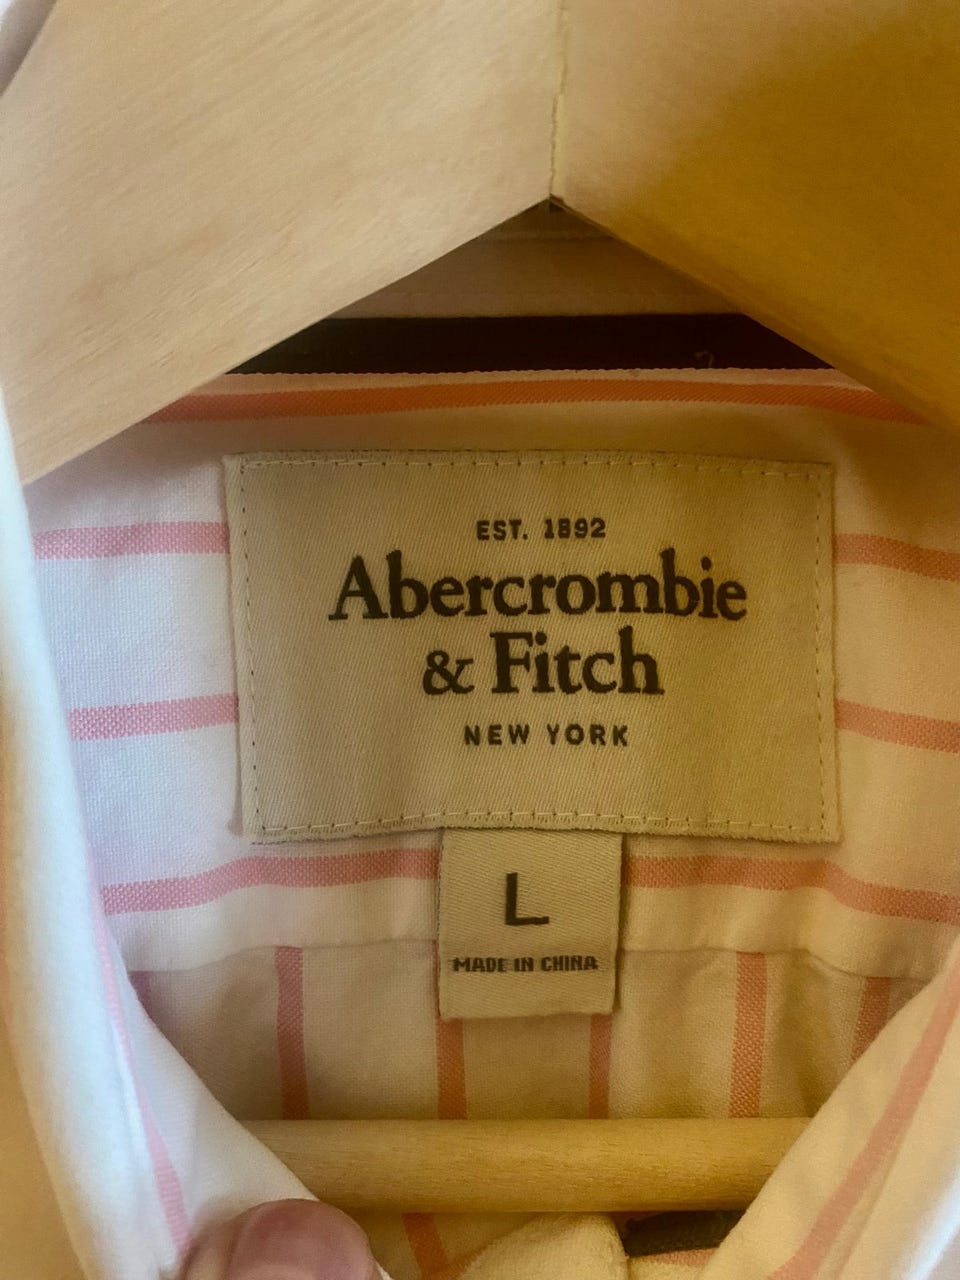 EST. 1892
Abercrombie
& Fitch
NEW YORK
L
MADE IN CHINA